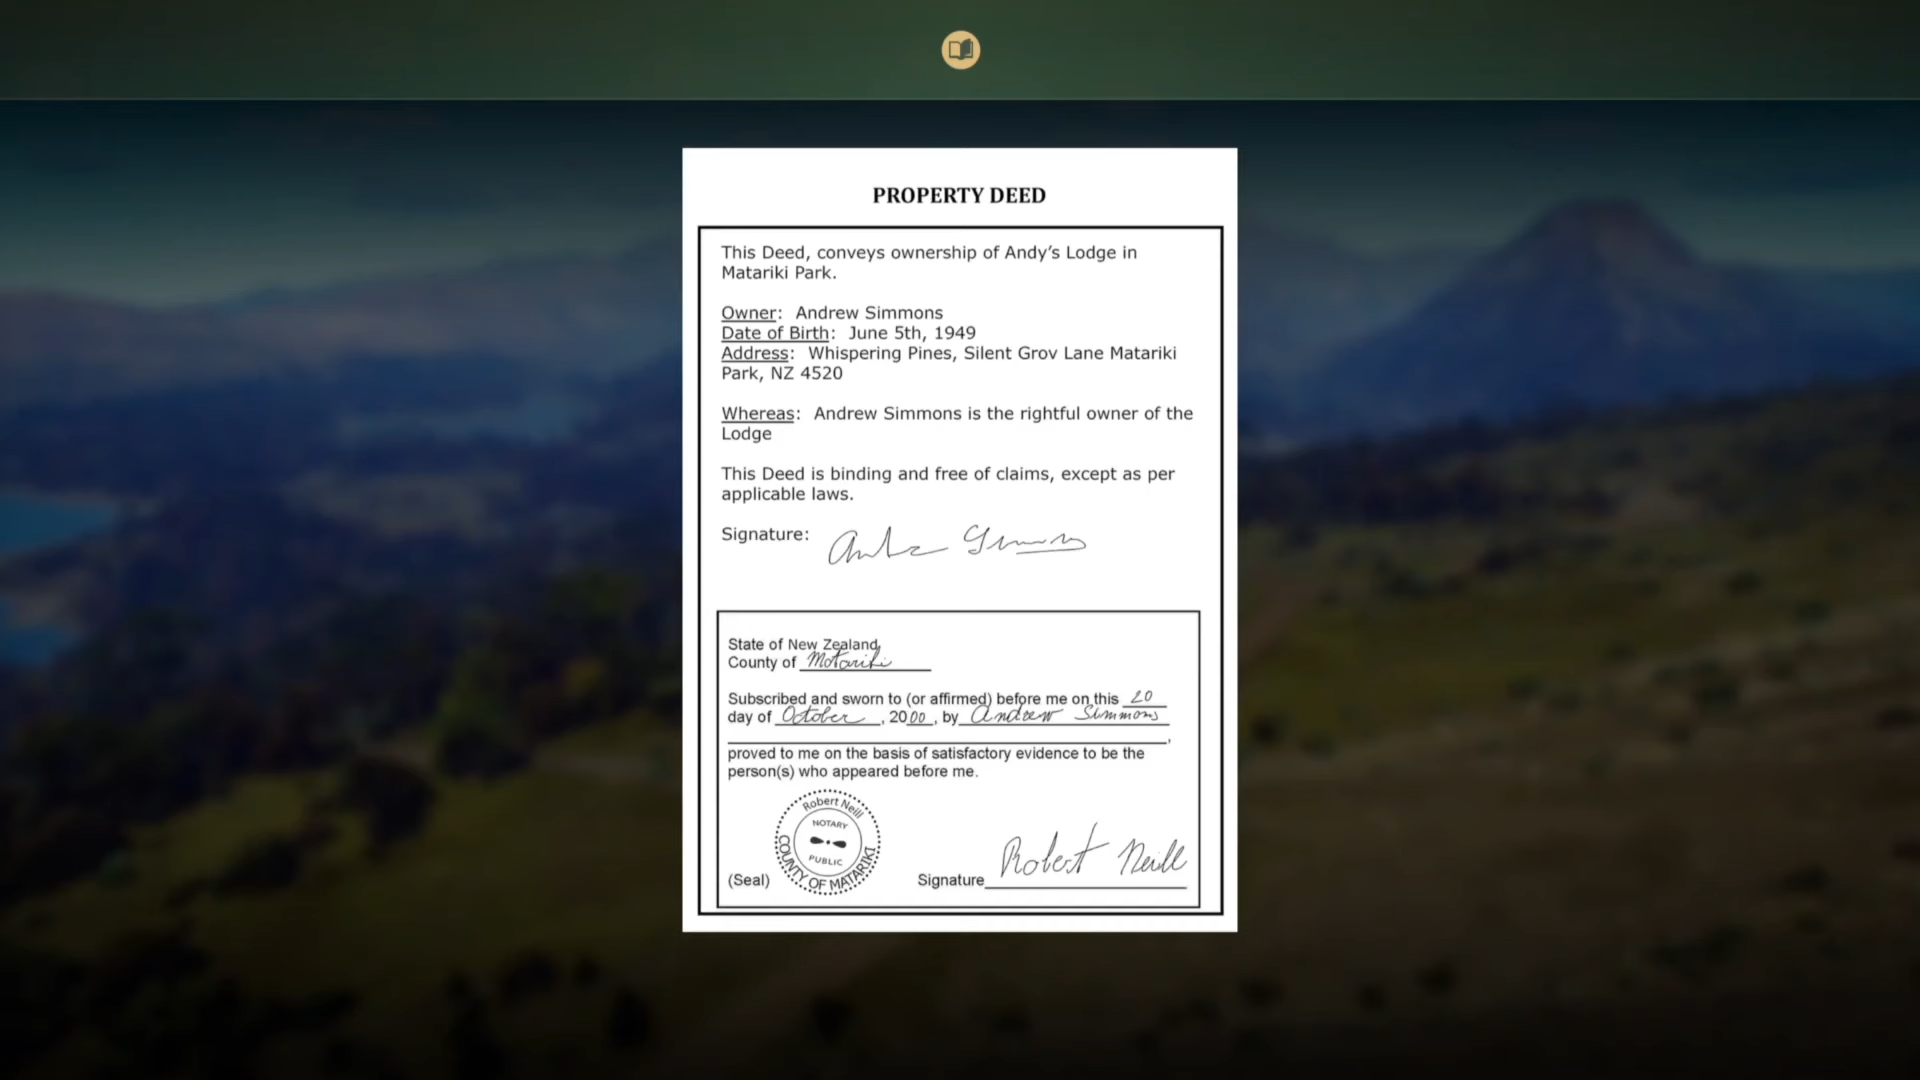 PROPERTY DEED
This Deed, conveys ownership of Andy’s Lodge in
Matariki Park.
Owner: Andrew Simmons
Date of Birth: June 5th, 1949
Address: Whispering Pines, Silent Grov Lane Matariki
Park, NZ 4520
Whereas: Andrew Simmons is the rightful owner of the
Lodge
This Deed is binding and free of claims, except as per
applicable laws.
Signature:
State of New Zealand,
County of Matariki
Subscribed and sworn to (or affirmed) before me on this 20
day of October, 2000, by Andrew Simmons
,
proved to me on the basis of satisfactory evidence to be the
person(s) who appeared before me.
Robert Neill
NOTARY
PUBLIC
COUNTY OF MATARIKI
(Seal)
Signature Robert Neill